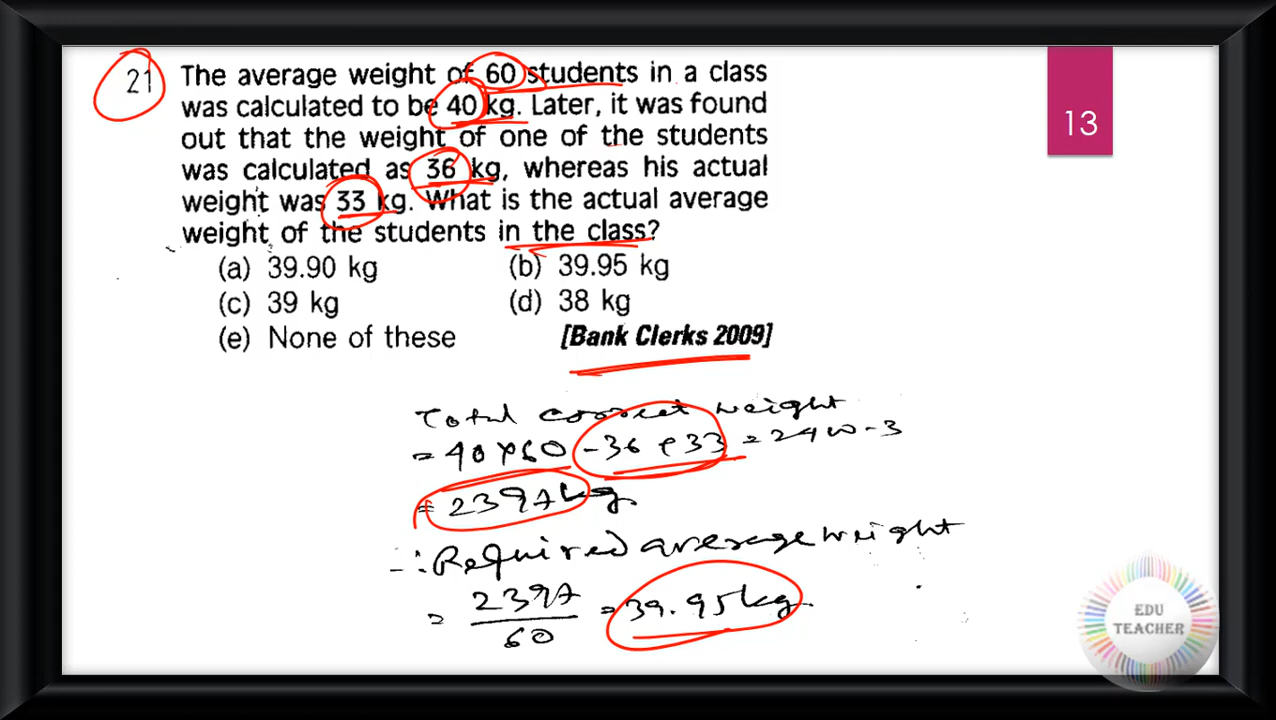 21 The average weight of 60 students in a class
was calculated to be 40 kg. Later, it was found
out that the weight of one of the students
was calculated as 36 kg, whereas his actual
weight was 33 kg. What is the actual average
weight of the students in the class?
(a) 39.90 kg (b) 39.95 kg
(c) 39 kg (d) 38 kg
(e) None of these [Bank Clerks 2009]
13
Total correct weight
= 40 × 60 - 36 + 33 = 2400 - 3
= 2397 kg.
∴ Required average weight
= 2397/60 = 39.95 kg.
EDU
TEACHER